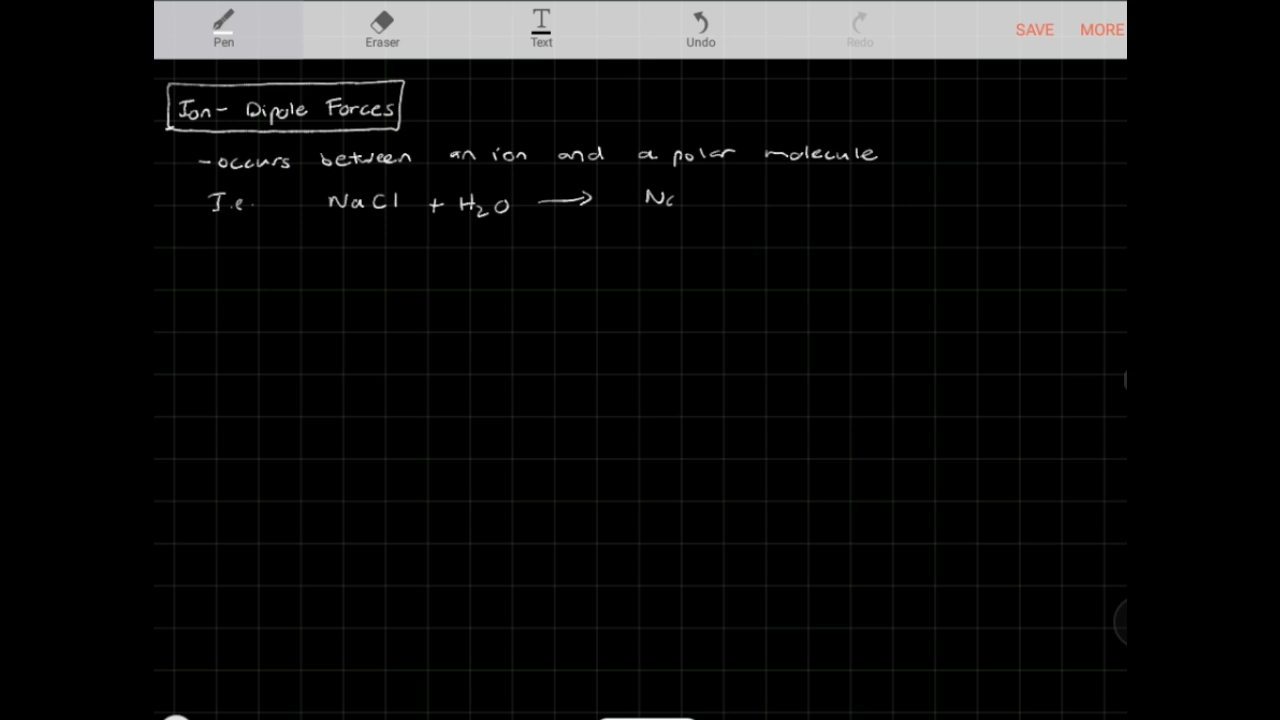 Pen Eraser Text Undo Redo SAVE MORE
Ion- Dipole Forces
- occurs between an ion and a polar molecule
I.e. NaCl + H₂O → Na